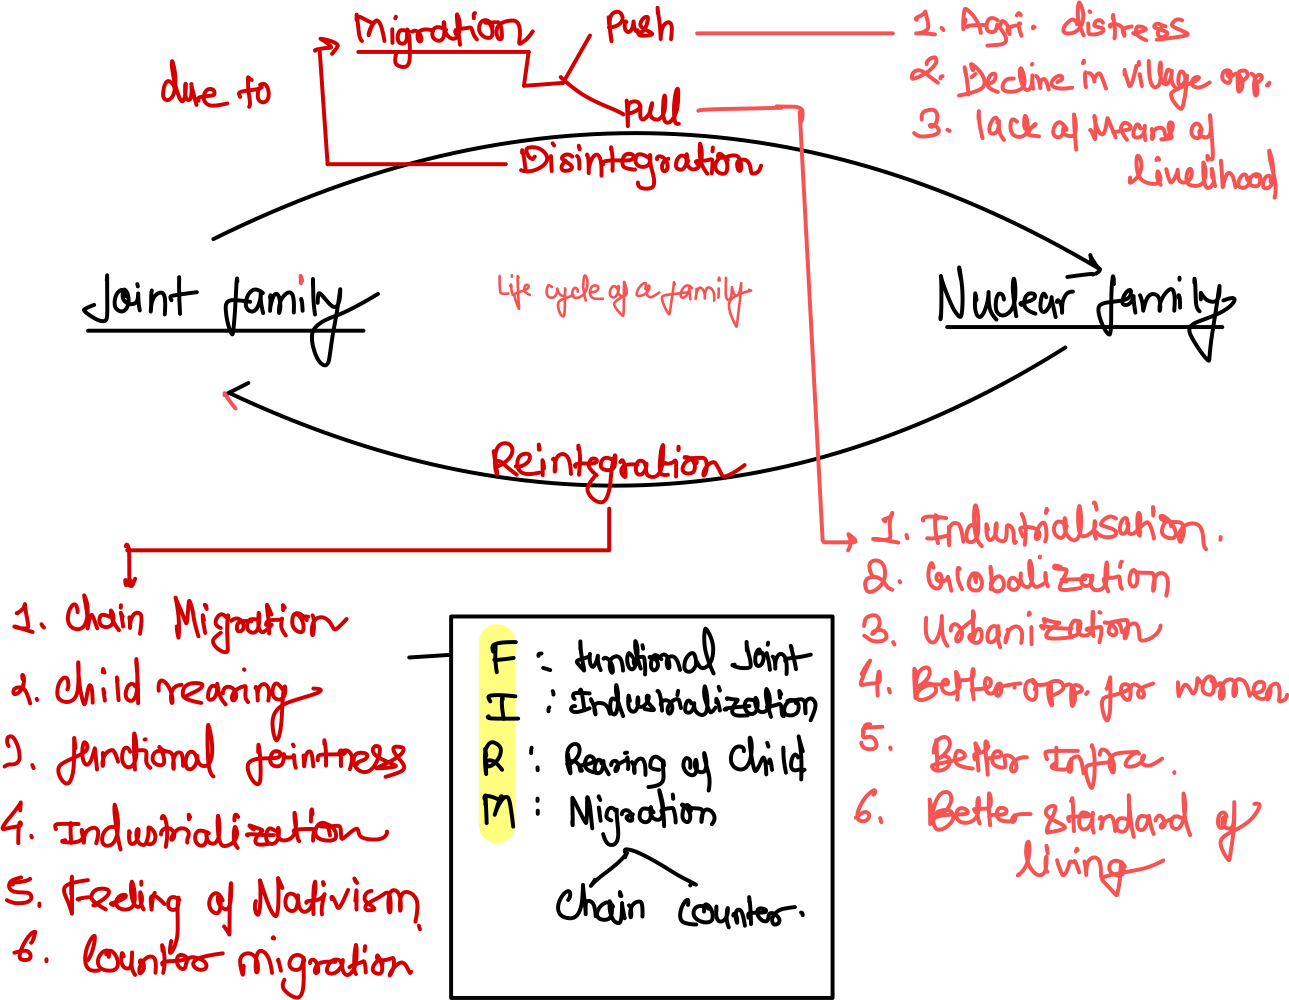 Migration
Push
1. Agri. distress
due to
2. Decline in village opp.
Pull
3. lack of Means of
livelihood
Disintegration
Joint family
Life cycle of a family
Nuclear family
Reintegration
1. Industrialisation.
2. Globalization
3. Urbanization
4. Better opp. for women
5. Better Infra.
6. Better standard of
living
1. Chain Migration
2. Child rearing
3. functional jointness
4. Industrialization
5. Feeling of Nativism
6. Counter migration
F : functional Joint
I : Industrialization
R : Rearing of Child
M : Migration
Chain counter.